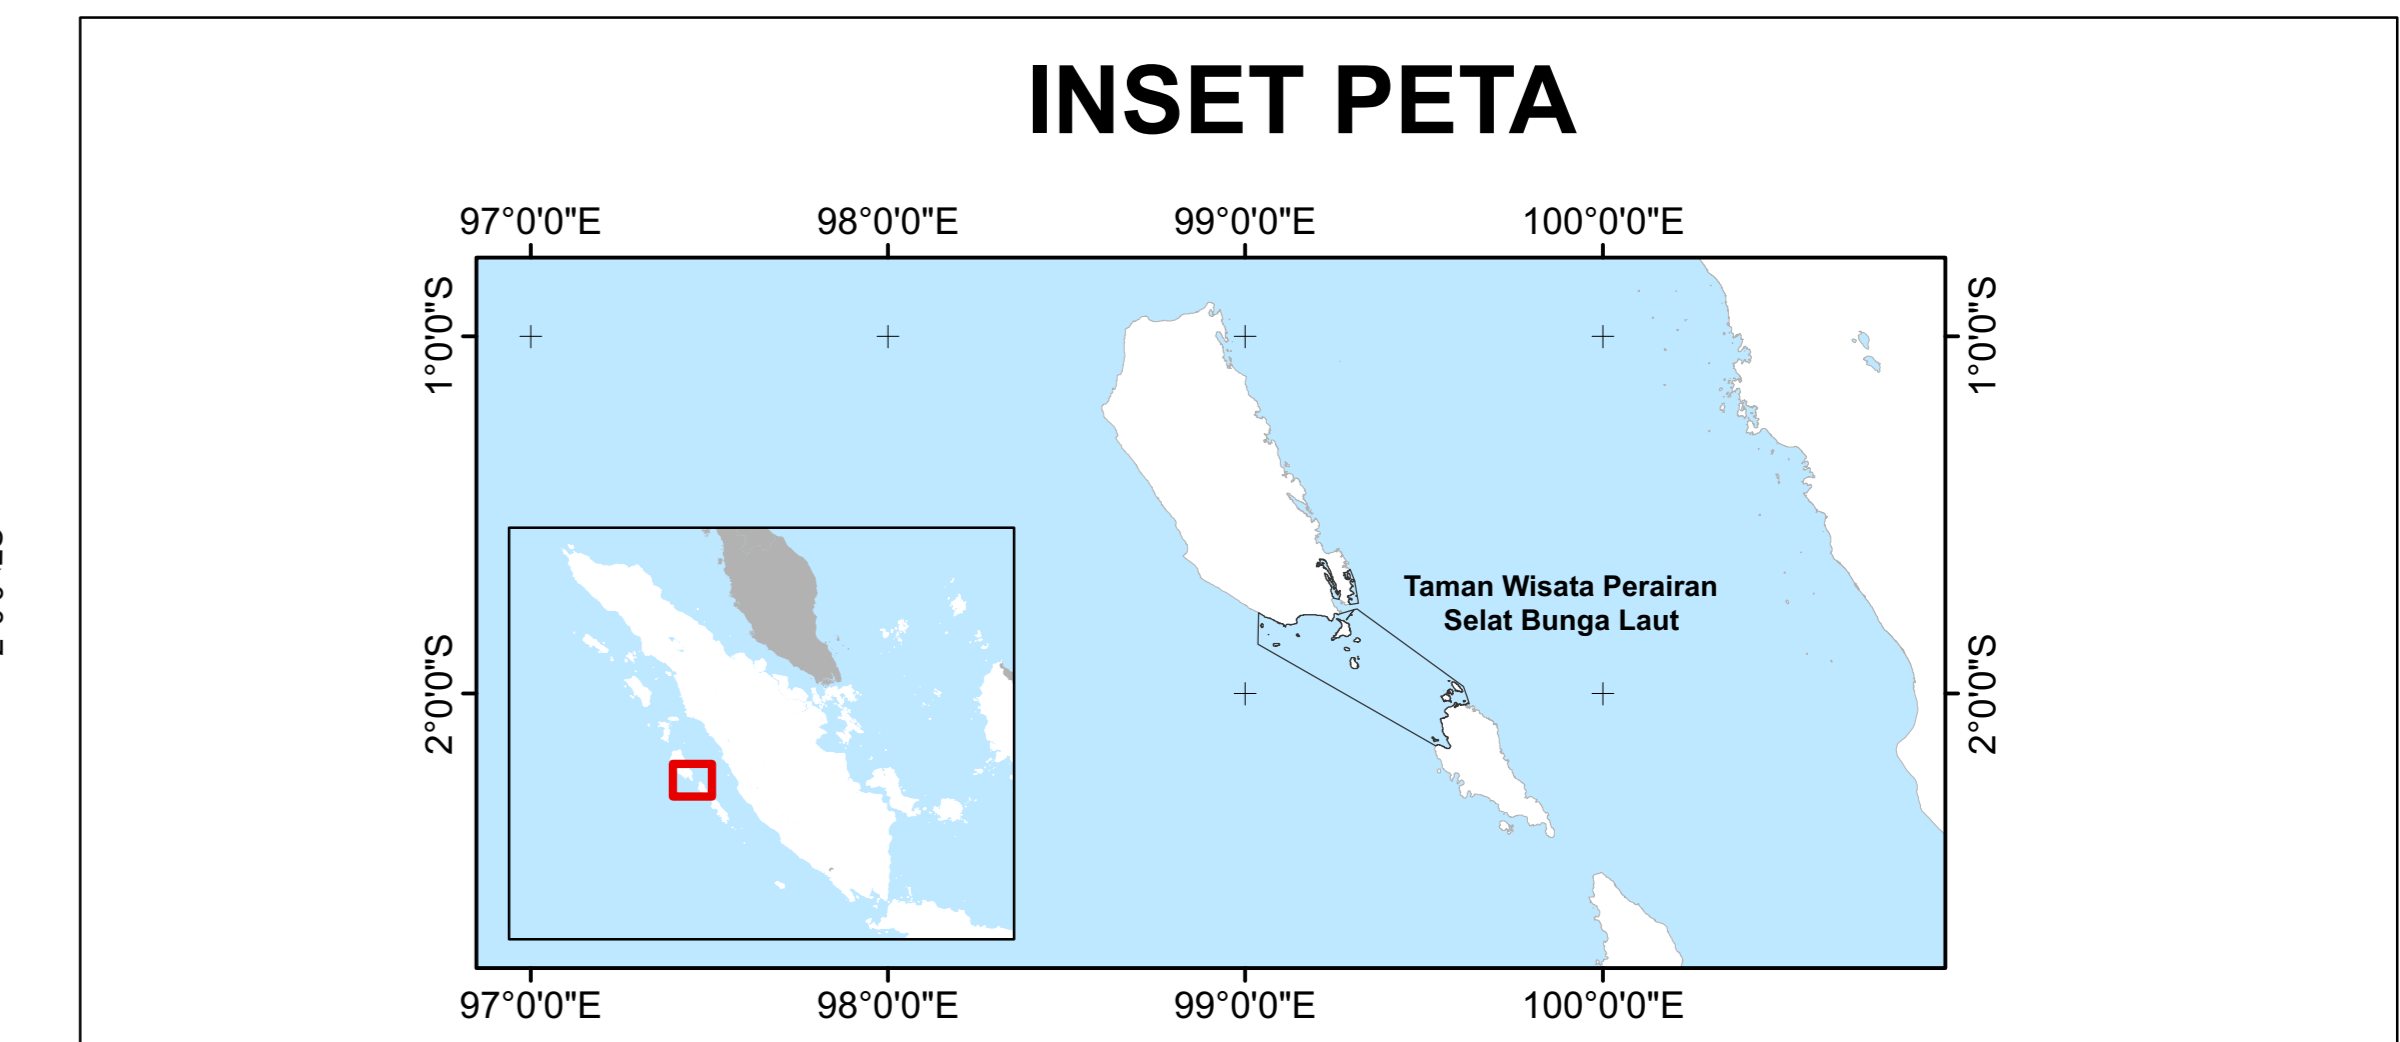 INSET PETA
97°0'0"E 98°0'0"E 99°0'0"E 100°0'0"E
1°0'0"S 1°0'0"S
Taman Wisata Perairan
Selat Bunga Laut
2°0'0"S 2°0'0"S
97°0'0"E 98°0'0"E 99°0'0"E 100°0'0"E